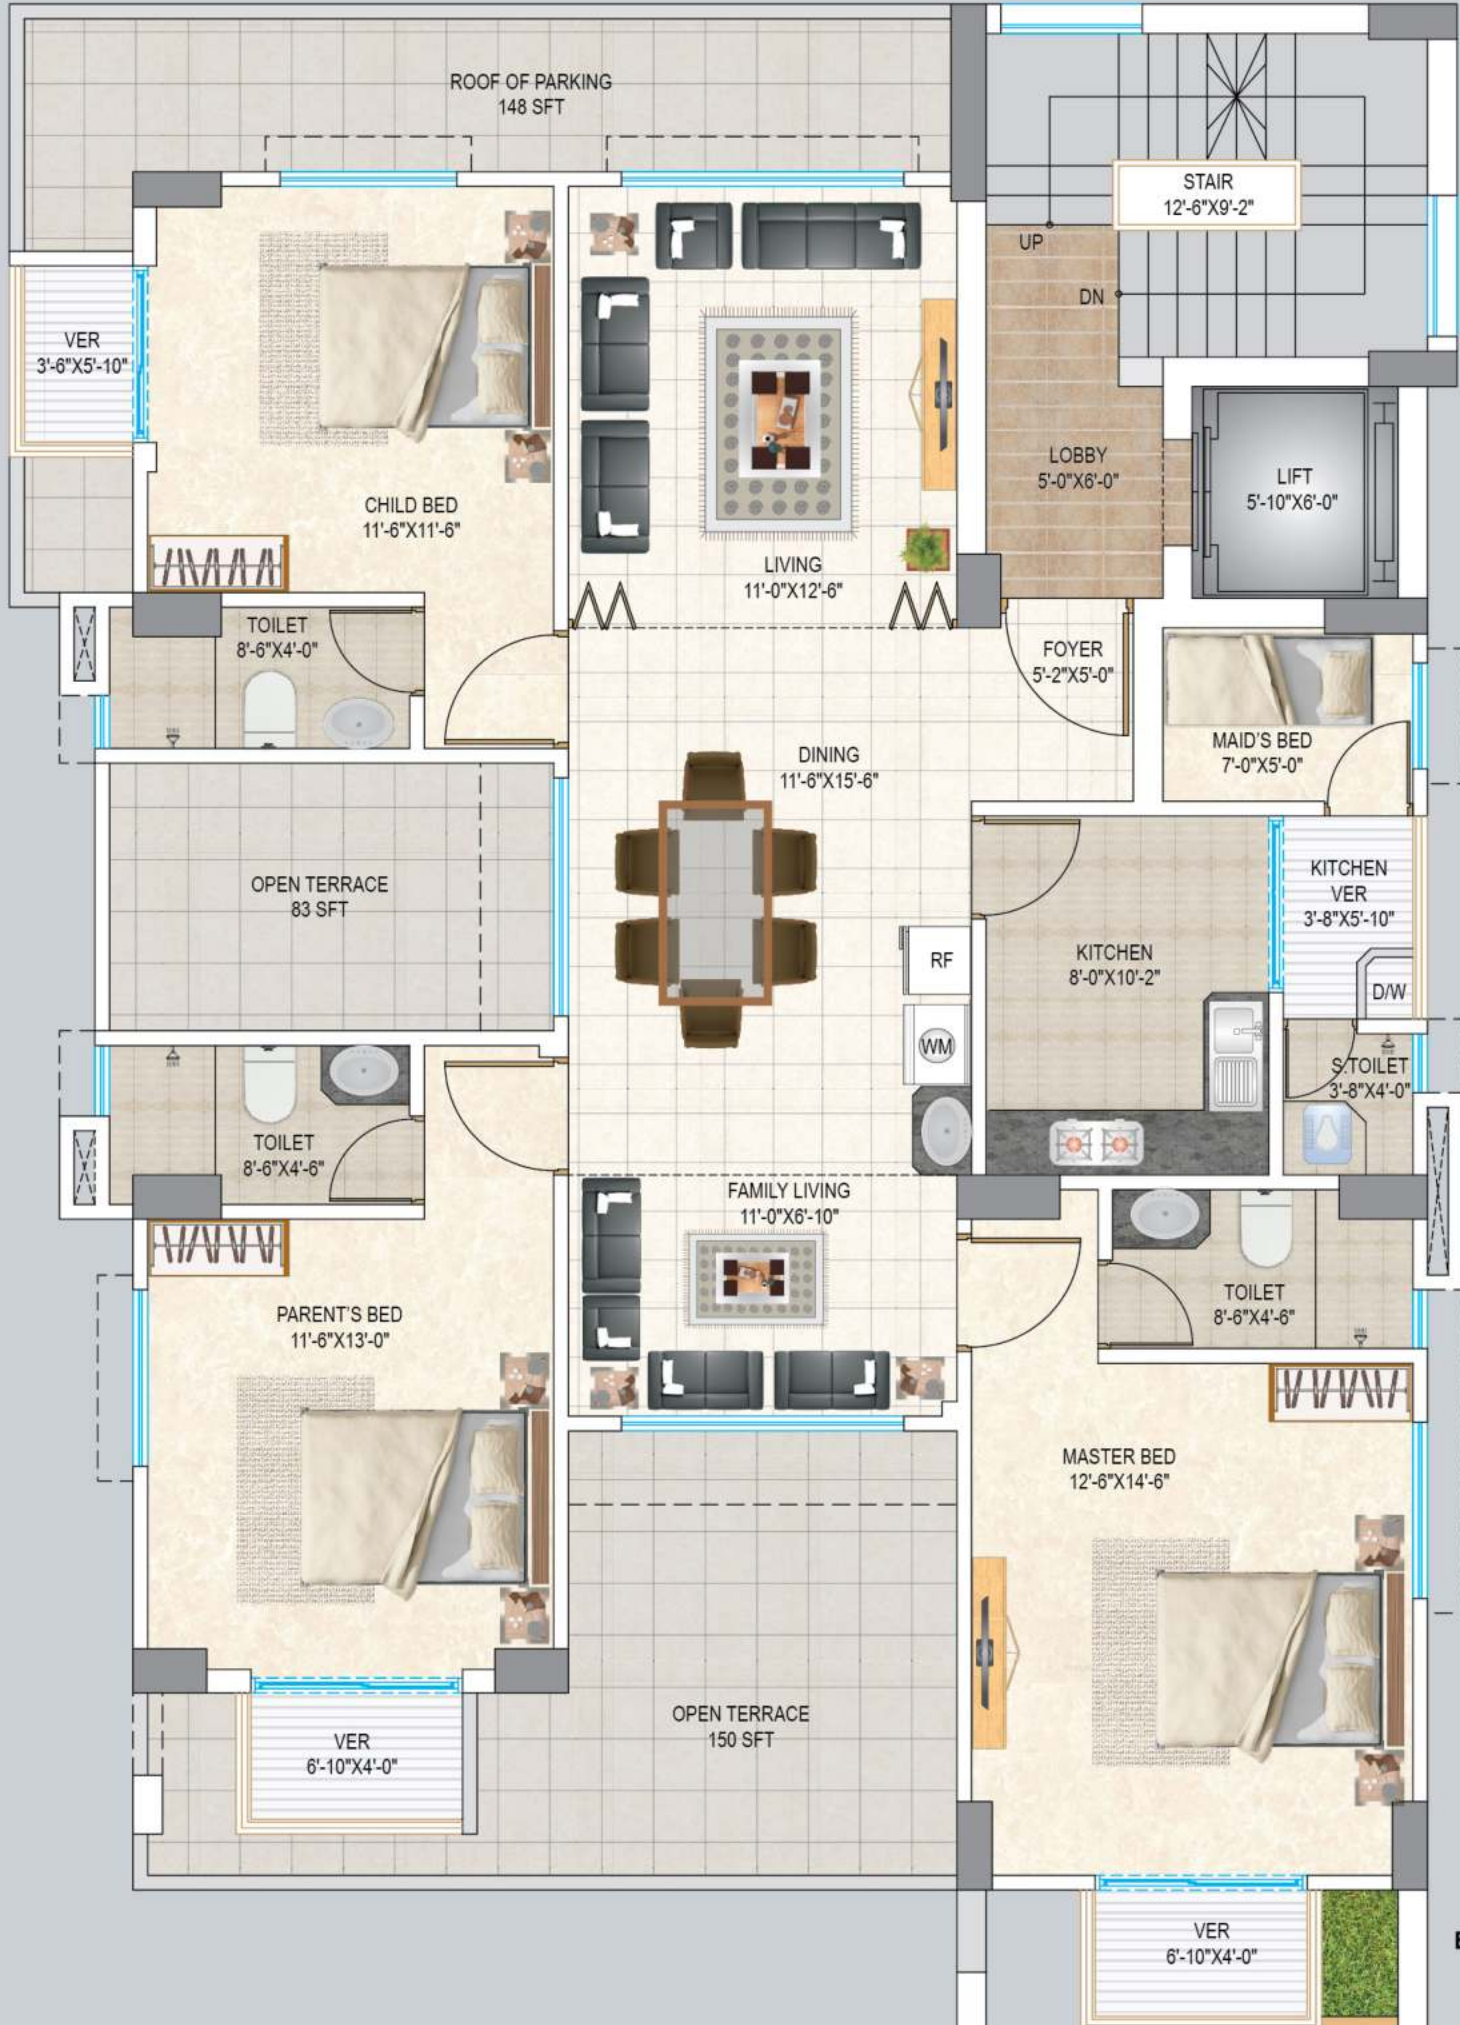 ROOF OF PARKING
148 SFT
STAIR
12'-6"X9'-2"
UP
DN
VER
3'-6"X5'-10"
LOBBY
5'-0"X6'-0"
LIFT
5'-10"X6'-0"
CHILD BED
11'-6"X11'-6"
LIVING
11'-0"X12'-6"
TOILET
8'-6"X4'-0"
FOYER
5'-2"X5'-0"
MAID'S BED
7'-0"X5'-0"
DINING
11'-6"X15'-6"
OPEN TERRACE
83 SFT
KITCHEN
VER
3'-8"X5'-10"
RF
KITCHEN
8'-0"X10'-2"
D/W
WM
S.TOILET
3'-8"X4'-0"
TOILET
8'-6"X4'-6"
FAMILY LIVING
11'-0"X6'-10"
TOILET
8'-6"X4'-6"
PARENT'S BED
11'-6"X13'-0"
MASTER BED
12'-6"X14'-6"
OPEN TERRACE
150 SFT
VER
6'-10"X4'-0"
VER
6'-10"X4'-0"